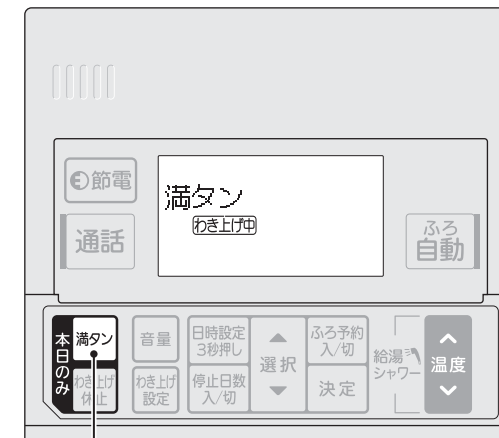 節電
通話
満タン
わき上げ中
ふろ
自動
本日のみ
満タン
わき上げ
休止
音量
わき上げ
設定
日時設定
3秒押し
停止日数
入/切
選択
ふろ予約
入/切
決定
給湯
シャワー
温度